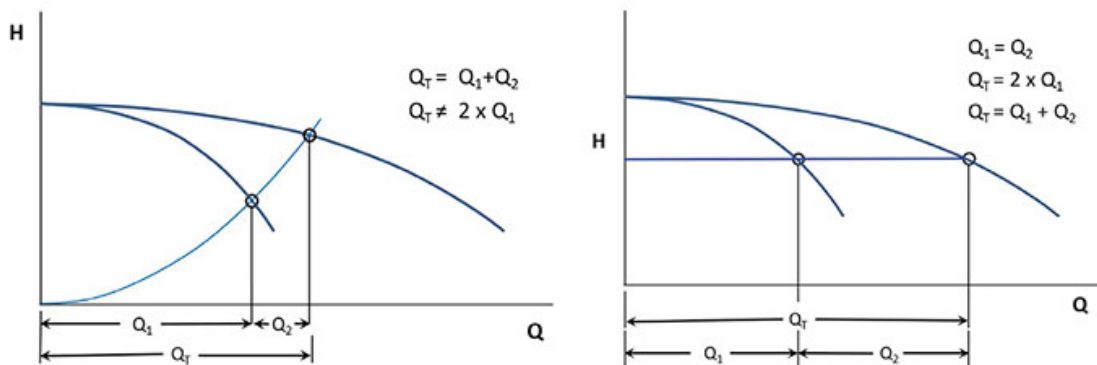 H
Q_T = Q_1+Q_2
Q_T ≠ 2 x Q_1
Q_1
Q_2
Q
Q_T
Q_1 = Q_2
Q_T = 2 x Q_1
Q_T = Q_1 + Q_2
H
Q
Q_T
Q_1
Q_2